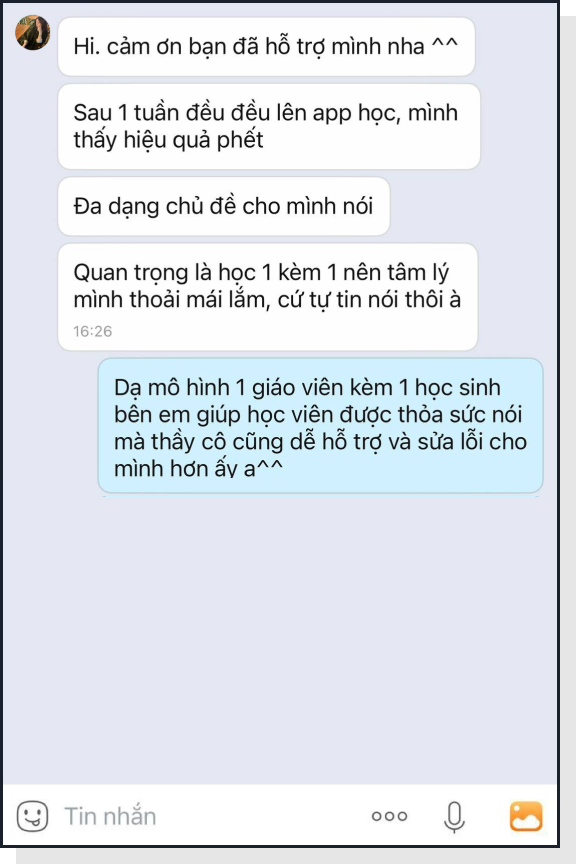 Hi. cảm ơn bạn đã hỗ trợ mình nha ^^
Sau 1 tuần đều đều lên app học, mình
thấy hiệu quả phết
Đa dạng chủ đề cho mình nói
Quan trọng là học 1 kèm 1 nên tâm lý
mình thoải mái lắm, cứ tự tin nói thôi à
16:26
Dạ mô hình 1 giáo viên kèm 1 học sinh
bên em giúp học viên được thỏa sức nói
mà thầy cô cũng dễ hỗ trợ và sửa lỗi cho
mình hơn ấy a^^
Tin nhắn